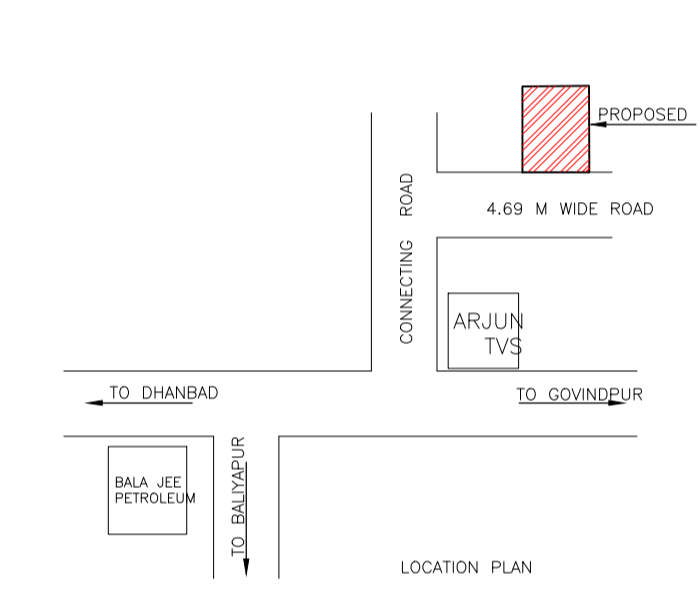 PROPOSED
CONNECTING ROAD
4.69 M WIDE ROAD
ARJUN
TVS
TO DHANBAD
TO GOVINDPUR
BALA JEE
PETROLEUM
TO BALIYAPUR
LOCATION PLAN